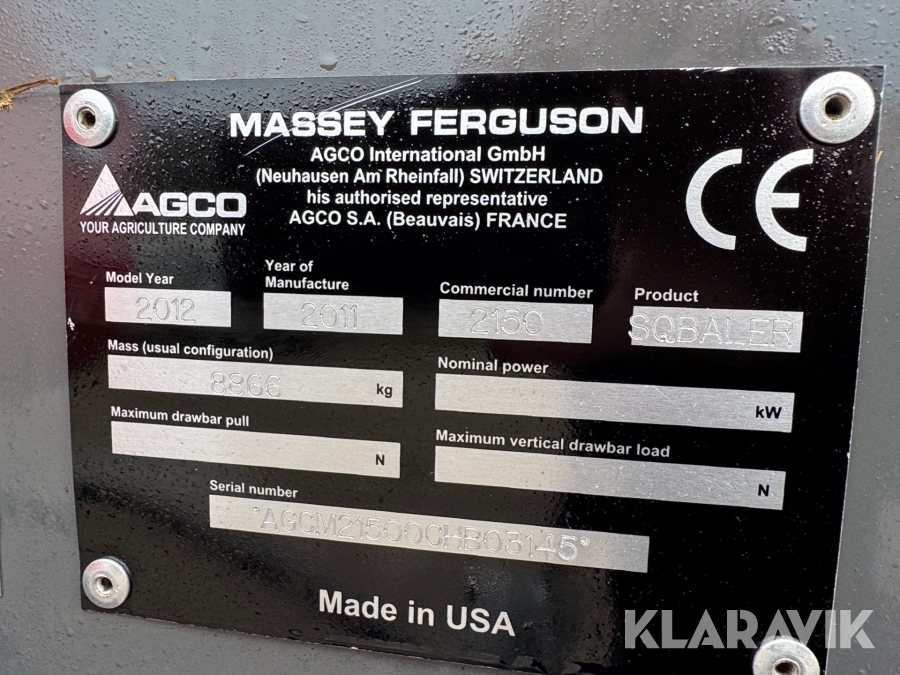 MASSEY FERGUSON
AGCO International GmbH
(Neuhausen Am Rheinfall) SWITZERLAND
his authorised representative
AGCO S.A. (Beauvais) FRANCE
AGCO
YOUR AGRICULTURE COMPANY
CE
Model Year
2012
Year of
Manufacture
2011
Commercial number
2150
Product
SQBALER
Mass (usual configuration)
8866 kg
Nominal power
kW
Maximum drawbar pull
N
Maximum vertical drawbar load
N
Serial number
*AGCM21500CHB03145*
Made in USA
KLARAVIK